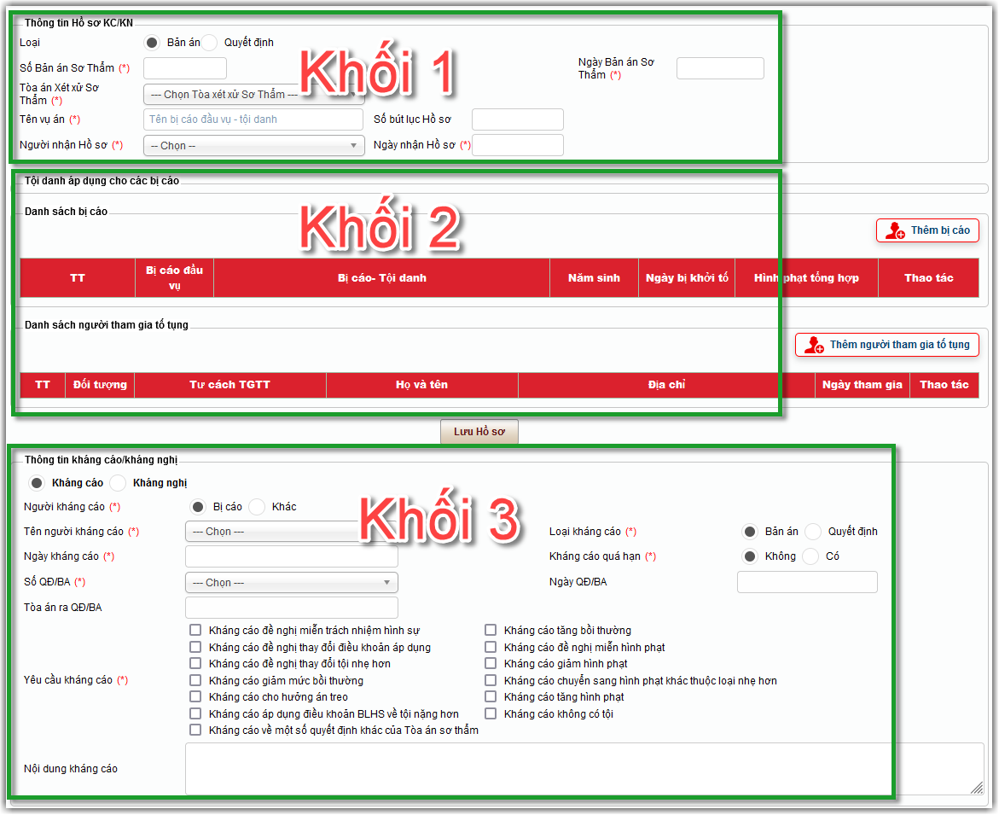 Thông tin Hồ sơ KC/KN
Loại Bản án Quyết định
Khối 1
Số Bản án Sơ Thẩm (*) Ngày Bản án Sơ Thẩm (*)
Tòa án Xét xử Sơ Thẩm (*) --- Chọn Tòa xét xử Sơ Thẩm ---
Tên vụ án (*) Tên bị cáo đầu vụ - tội danh Số bút lục Hồ sơ
Người nhận Hồ sơ (*) -- Chọn -- Ngày nhận Hồ sơ (*)
Tội danh áp dụng cho các bị cáo
Danh sách bị cáo
Khối 2
Thêm bị cáo
TT Bị cáo đầu vụ Bị cáo- Tội danh Năm sinh Ngày bị khởi tố Hình phạt tổng hợp Thao tác
Danh sách người tham gia tố tụng
Thêm người tham gia tố tụng
TT Đối tượng Tư cách TGTT Họ và tên Địa chỉ Ngày tham gia Thao tác
Lưu Hồ sơ
Thông tin kháng cáo/kháng nghị
Kháng cáo Kháng nghị
Người kháng cáo (*) Bị cáo Khác
Khối 3
Tên người kháng cáo (*) --- Chọn --- Loại kháng cáo (*) Bản án Quyết định
Ngày kháng cáo (*) Kháng cáo quá hạn (*) Không Có
Số QĐ/BA (*) --- Chọn --- Ngày QĐ/BA
Tòa án ra QĐ/BA
Kháng cáo đề nghị miễn trách nhiệm hình sự Kháng cáo tăng bồi thường
Kháng cáo đề nghị thay đổi điều khoản áp dụng Kháng cáo đề nghị miễn hình phạt
Kháng cáo đề nghị thay đổi tội nhẹ hơn Kháng cáo giảm hình phạt
Yêu cầu kháng cáo (*) Kháng cáo giảm mức bồi thường Kháng cáo chuyển sang hình phạt khác thuộc loại nhẹ hơn
Kháng cáo cho hưởng án treo Kháng cáo tăng hình phạt
Kháng cáo áp dụng điều khoản BLHS về tội nặng hơn Kháng cáo không có tội
Kháng cáo về một số quyết định khác của Tòa án sơ thẩm
Nội dung kháng cáo